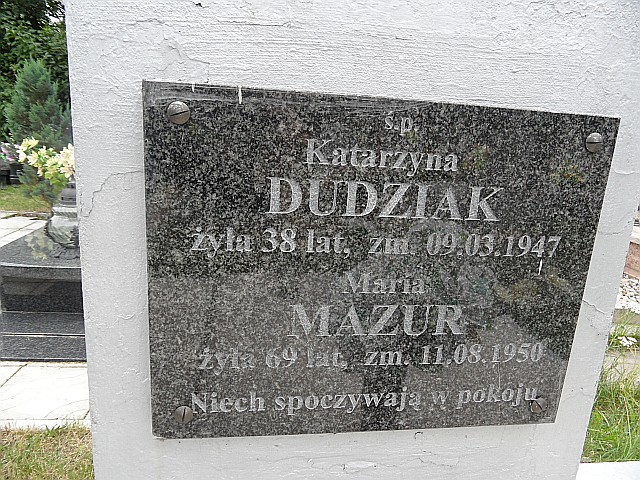 ś.p.
Katarzyna
DUDZIAK
żyła 38 lat, zm. 09.03.1947
Maria
MAZUR
żyła 69 lat, zm. 11.08.1950
Niech spoczywają w pokoju